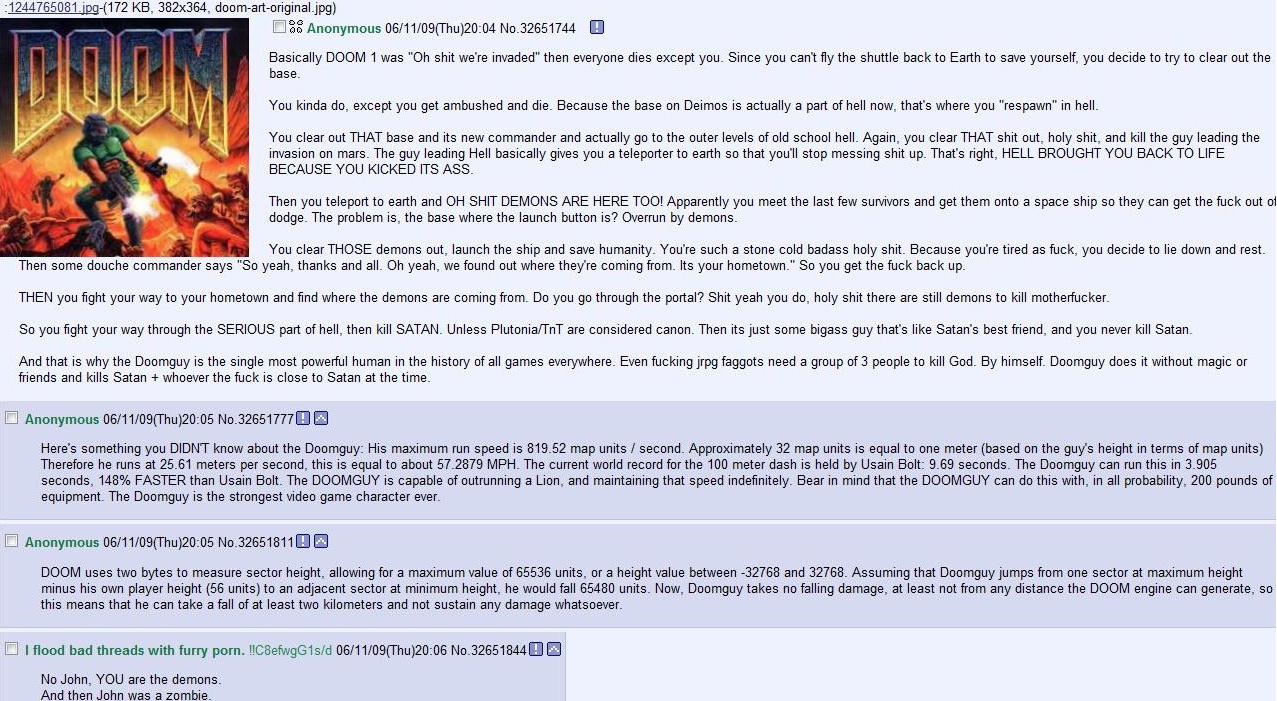 :1244765081.jpg-(172 KB, 382x364, doom-art-original.jpg)
DOOM
Anonymous 06/11/09(Thu)20:04 No.32651744
Basically DOOM 1 was "Oh shit we're invaded" then everyone dies except you. Since you can't fly the shuttle back to Earth to save yourself, you decide to try to clear out the
base.
You kinda do, except you get ambushed and die. Because the base on Deimos is actually a part of hell now, that's where you "respawn" in hell.
You clear out THAT base and its new commander and actually go to the outer levels of old school hell. Again, you clear THAT shit out, holy shit, and kill the guy leading the
invasion on mars. The guy leading Hell basically gives you a teleporter to earth so that you'll stop messing shit up. That's right, HELL BROUGHT YOU BACK TO LIFE
BECAUSE YOU KICKED ITS ASS.
Then you teleport to earth and OH SHIT DEMONS ARE HERE TOO! Apparently you meet the last few survivors and get them onto a space ship so they can get the fuck out of
dodge. The problem is, the base where the launch button is? Overrun by demons.
You clear THOSE demons out, launch the ship and save humanity. You're such a stone cold badass holy shit. Because you're tired as fuck, you decide to lie down and rest.
Then some douche commander says "So yeah, thanks and all. Oh yeah, we found out where they're coming from. Its your hometown." So you get the fuck back up.
THEN you fight your way to your hometown and find where the demons are coming from. Do you go through the portal? Shit yeah you do, holy shit there are still demons to kill motherfucker.
So you fight your way through the SERIOUS part of hell, then kill SATAN. Unless Plutonia/TnT are considered canon. Then its just some bigass guy that's like Satan's best friend, and you never kill Satan.
And that is why the Doomguy is the single most powerful human in the history of all games everywhere. Even fucking jrpg faggots need a group of 3 people to kill God. By himself. Doomguy does it without magic or
friends and kills Satan + whoever the fuck is close to Satan at the time.
Anonymous 06/11/09(Thu)20:05 No.32651777
Here's something you DIDN'T know about the Doomguy: His maximum run speed is 819.52 map units / second. Approximately 32 map units is equal to one meter (based on the guy's height in terms of map units)
Therefore he runs at 25.61 meters per second, this is equal to about 57.2879 MPH. The current world record for the 100 meter dash is held by Usain Bolt: 9.69 seconds. The Doomguy can run this in 3.905
seconds, 148% FASTER than Usain Bolt. The DOOMGUY is capable of outrunning a Lion, and maintaining that speed indefinitely. Bear in mind that the DOOMGUY can do this with, in all probability, 200 pounds of
equipment. The Doomguy is the strongest video game character ever.
Anonymous 06/11/09(Thu)20:05 No.32651811
DOOM uses two bytes to measure sector height, allowing for a maximum value of 65536 units, or a height value between -32768 and 32768. Assuming that Doomguy jumps from one sector at maximum height
minus his own player height (56 units) to an adjacent sector at minimum height, he would fall 65480 units. Now, Doomguy takes no falling damage, at least not from any distance the DOOM engine can generate, so
this means that he can take a fall of at least two kilometers and not sustain any damage whatsoever.
I flood bad threads with furry porn. !!C8efwgG1s/d 06/11/09(Thu)20:06 No.32651844
No John, YOU are the demons.
And then John was a zombie.